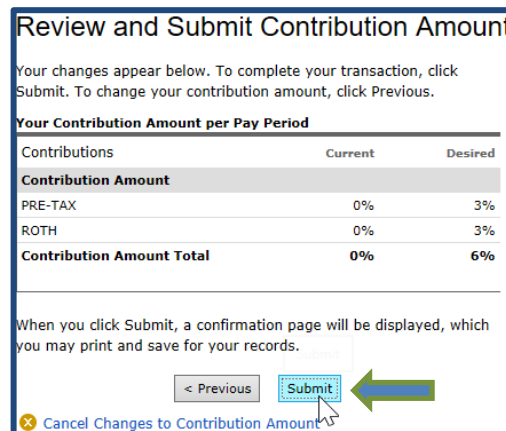 Review and Submit Contribution Amount
Your changes appear below. To complete your transaction, click
Submit. To change your contribution amount, click Previous.
Your Contribution Amount per Pay Period
Contributions Current Desired
Contribution Amount
PRE-TAX 0% 3%
ROTH 0% 3%
Contribution Amount Total 0% 6%
When you click Submit, a confirmation page will be displayed, which
you may print and save for your records.
Submit
< Previous Submit
Cancel Changes to Contribution Amount